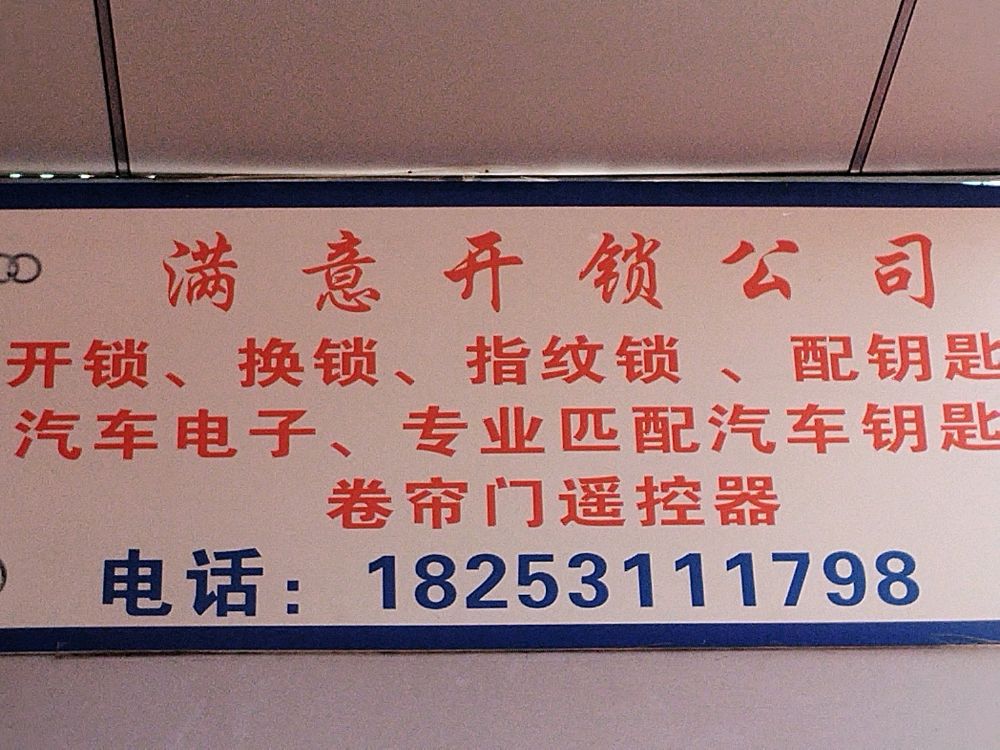 满意开锁公司
开锁、换锁、指纹锁、配钥匙
汽车电子、专业匹配汽车钥匙
卷帘门遥控器
电话：18253111798